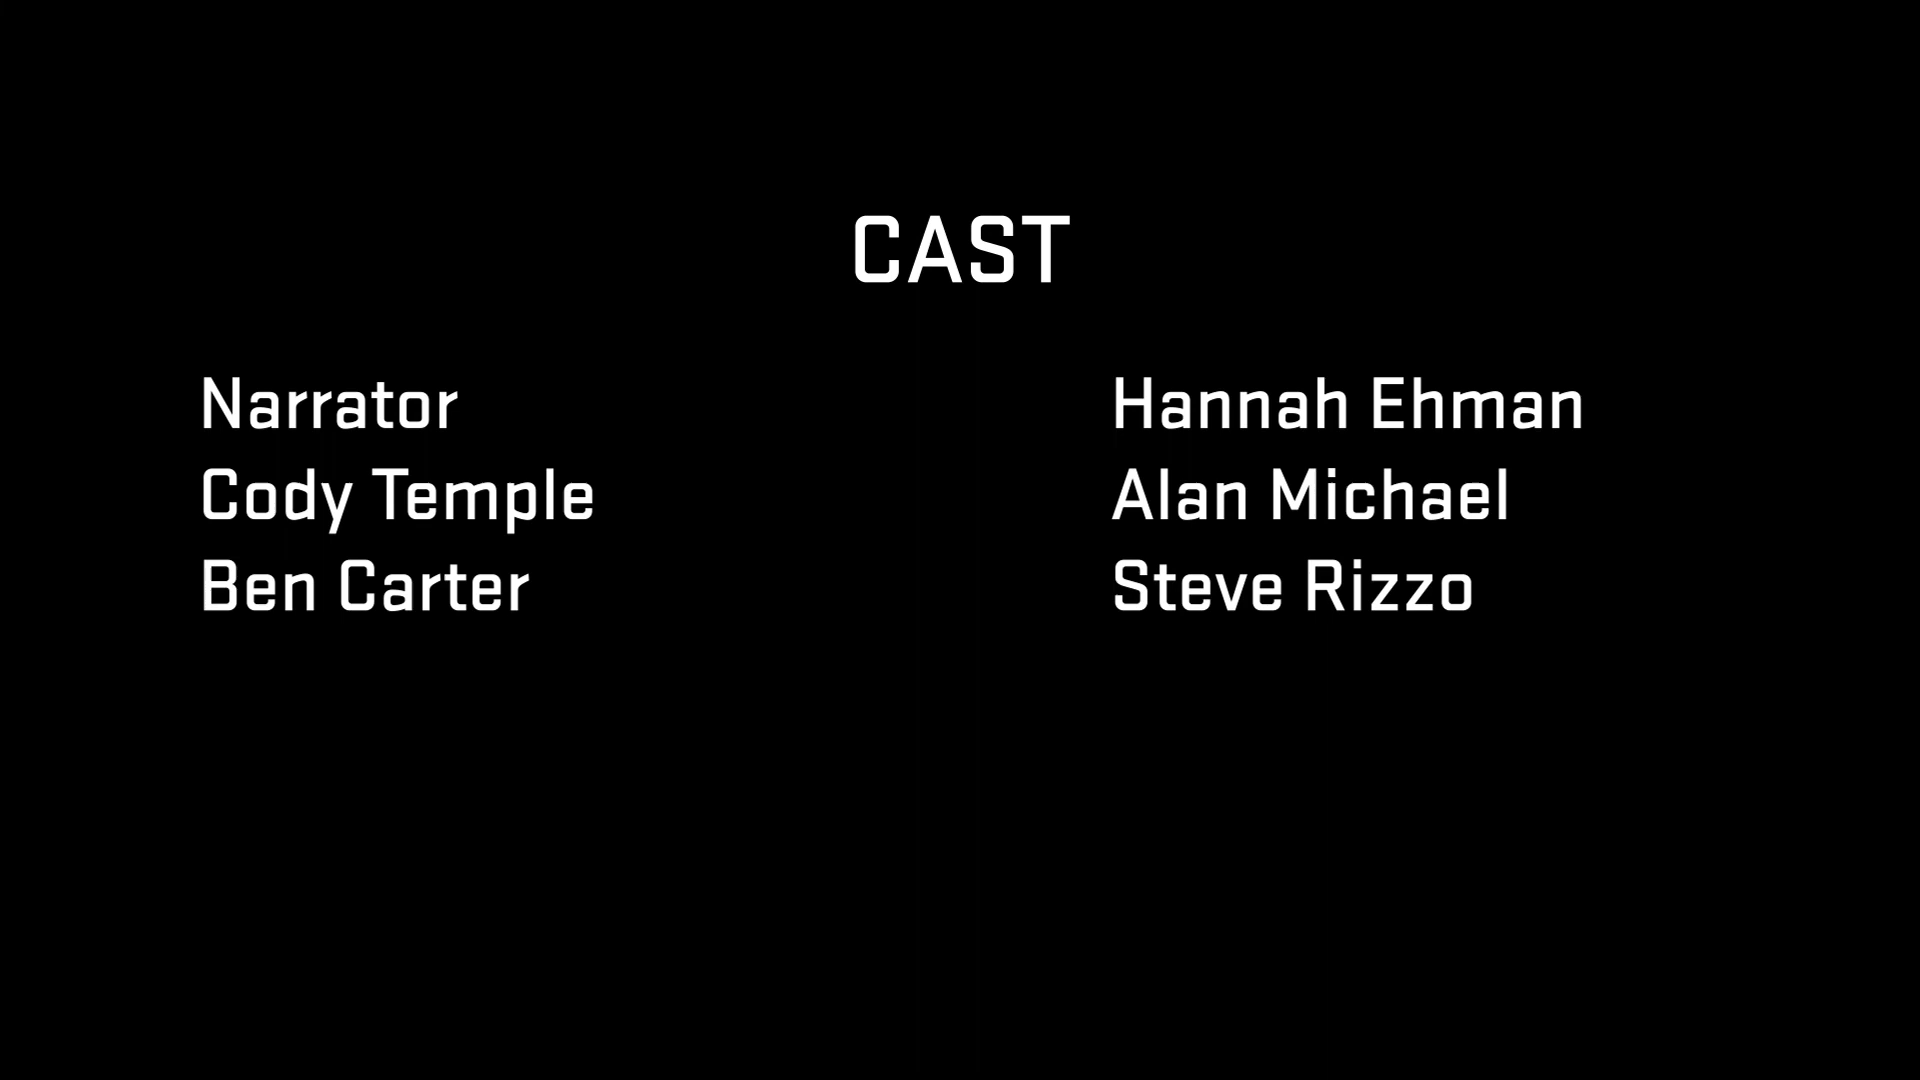 CAST
Narrator Hannah Ehman
Cody Temple Alan Michael
Ben Carter Steve Rizzo